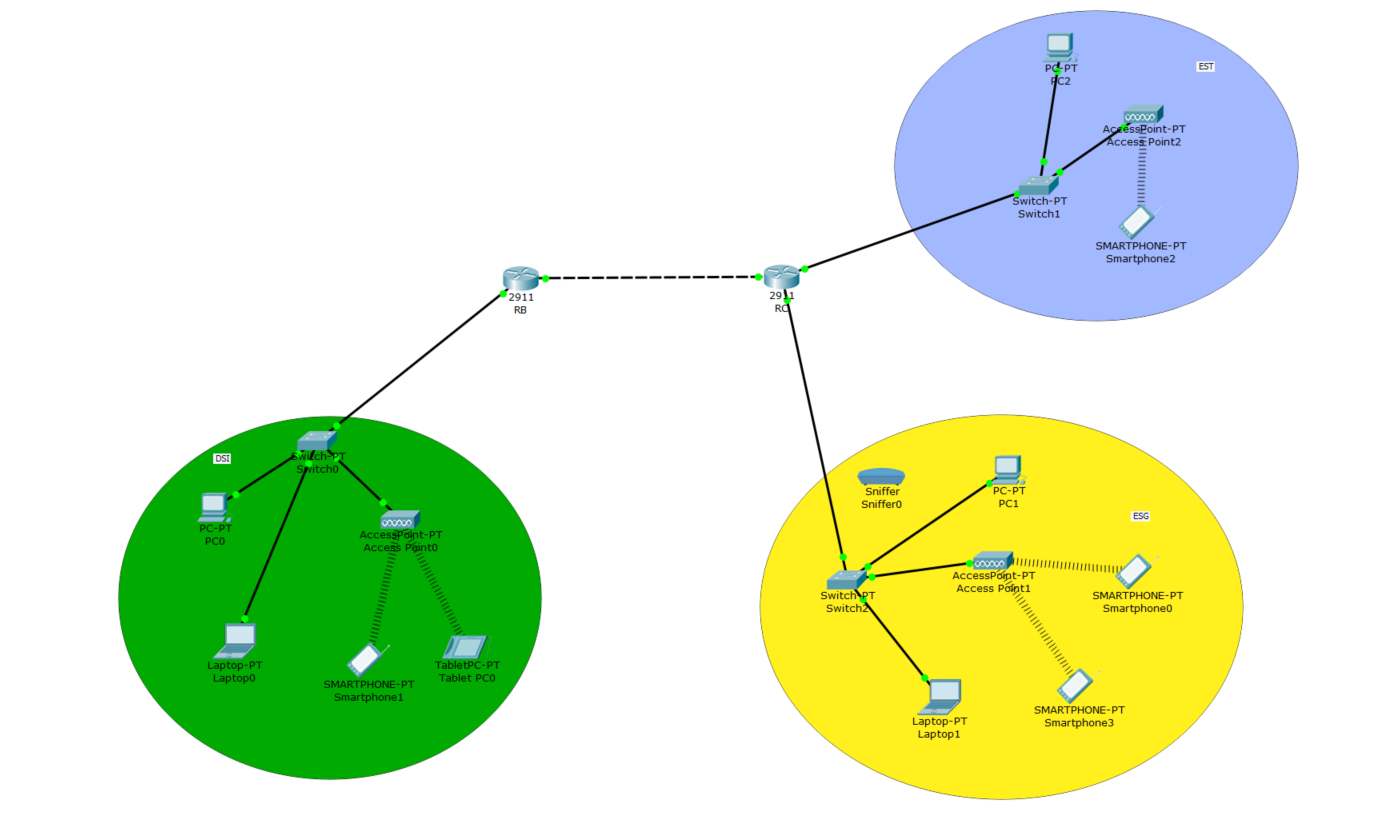 PC-PT
PC2
EST
AccessPoint-PT
Access Point2
Switch-PT
Switch1
SMARTPHONE-PT
Smartphone2
2911
RB
2911
RC
DSI
Switch-PT
Switch0
PC-PT
PC0
AccessPoint-PT
Access Point0
Laptop-PT
Laptop0
SMARTPHONE-PT
Smartphone1
TabletPC-PT
Tablet PC0
Sniffer
Sniffer0
PC-PT
PC1
ESG
Switch-PT
Switch2
AccessPoint-PT
Access Point1
SMARTPHONE-PT
Smartphone0
Laptop-PT
Laptop1
SMARTPHONE-PT
Smartphone3